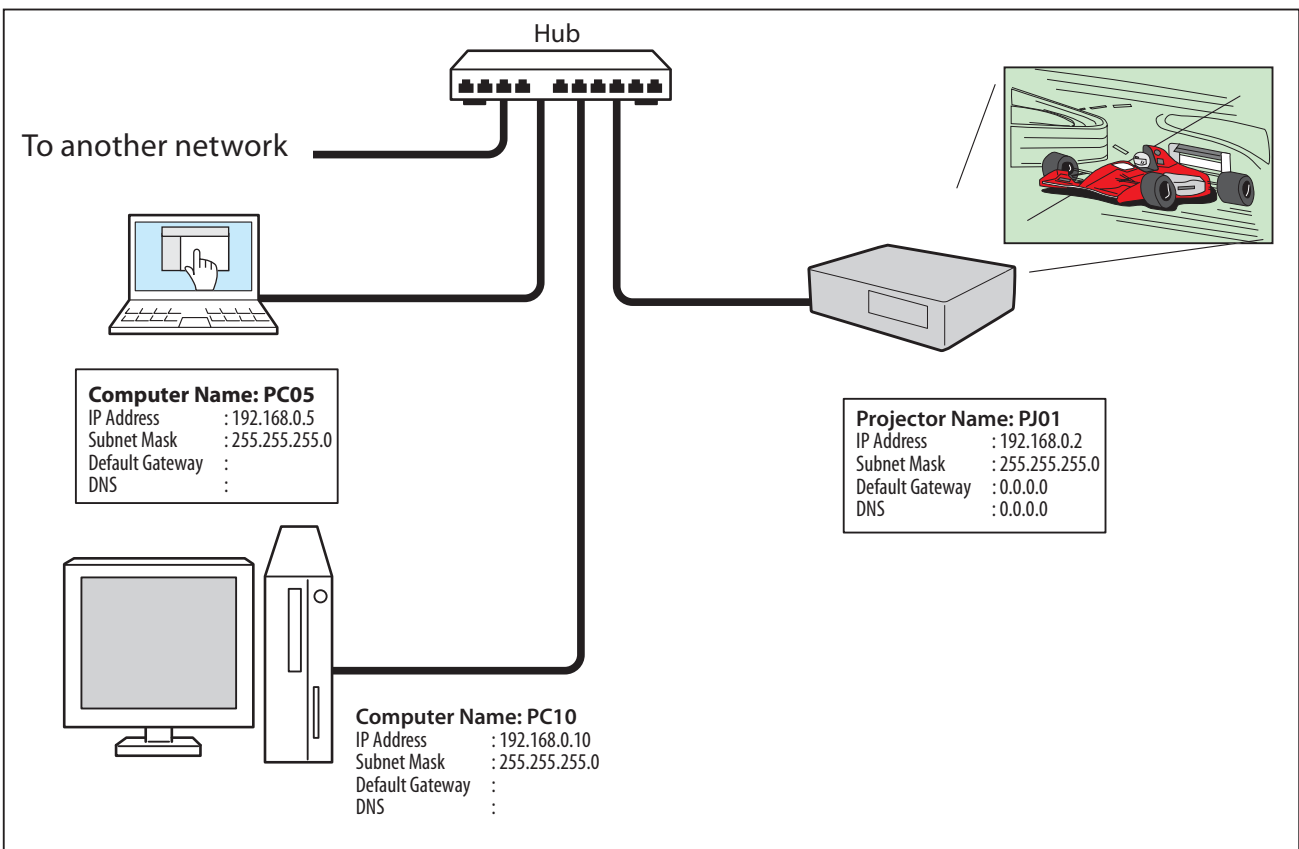 Hub
To another network
Computer Name: PC05
IP Address : 192.168.0.5
Subnet Mask : 255.255.255.0
Default Gateway :
DNS :
Projector Name: PJ01
IP Address : 192.168.0.2
Subnet Mask : 255.255.255.0
Default Gateway : 0.0.0.0
DNS : 0.0.0.0
Computer Name: PC10
IP Address : 192.168.0.10
Subnet Mask : 255.255.255.0
Default Gateway :
DNS :